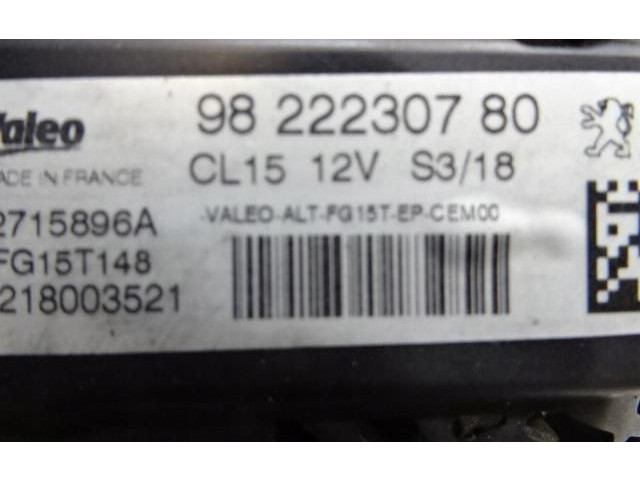 Valeo
98 222307 80
MADE IN FRANCE
CL15 12V S3/18
2715896A
-VALEO-ALT-FG15T-EP-CEM00
FG15T148
218003521